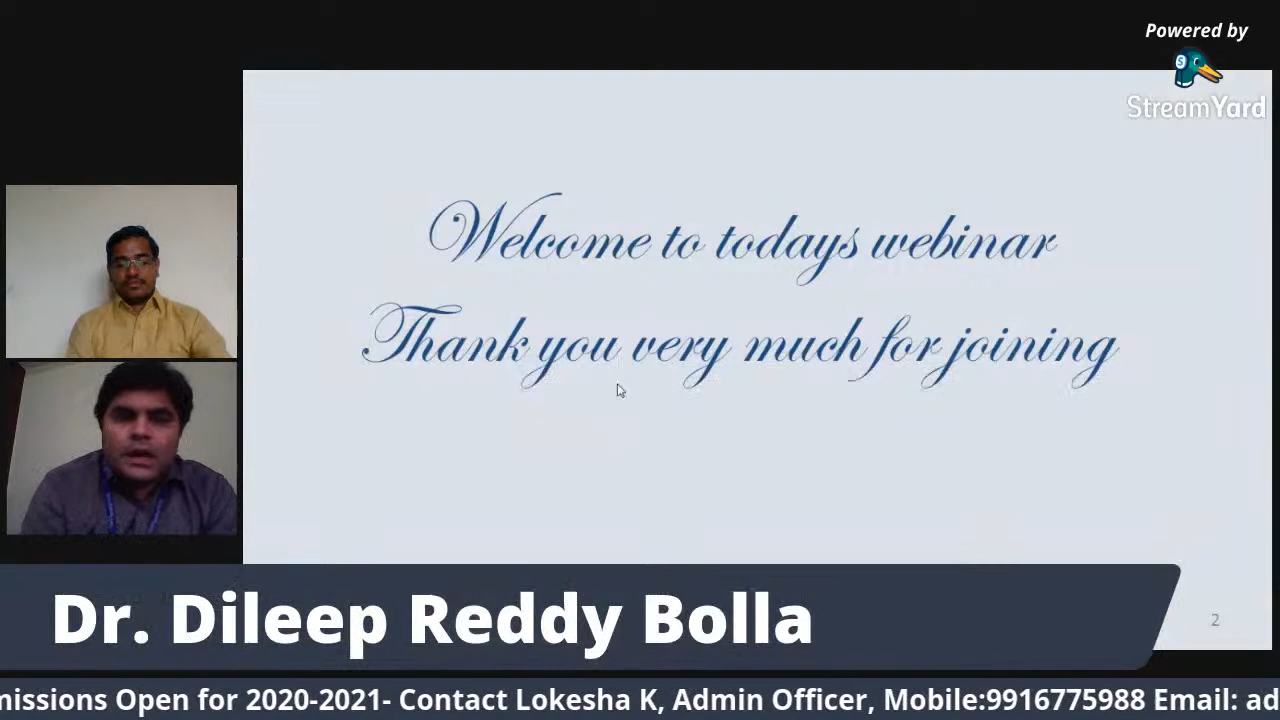 Powered by
StreamYard
Welcome to todays webinar
Thank you very much for joining
Dr. Dileep Reddy Bolla
2
missions Open for 2020-2021- Contact Lokesha K, Admin Officer, Mobile:9916775988 Email: ad